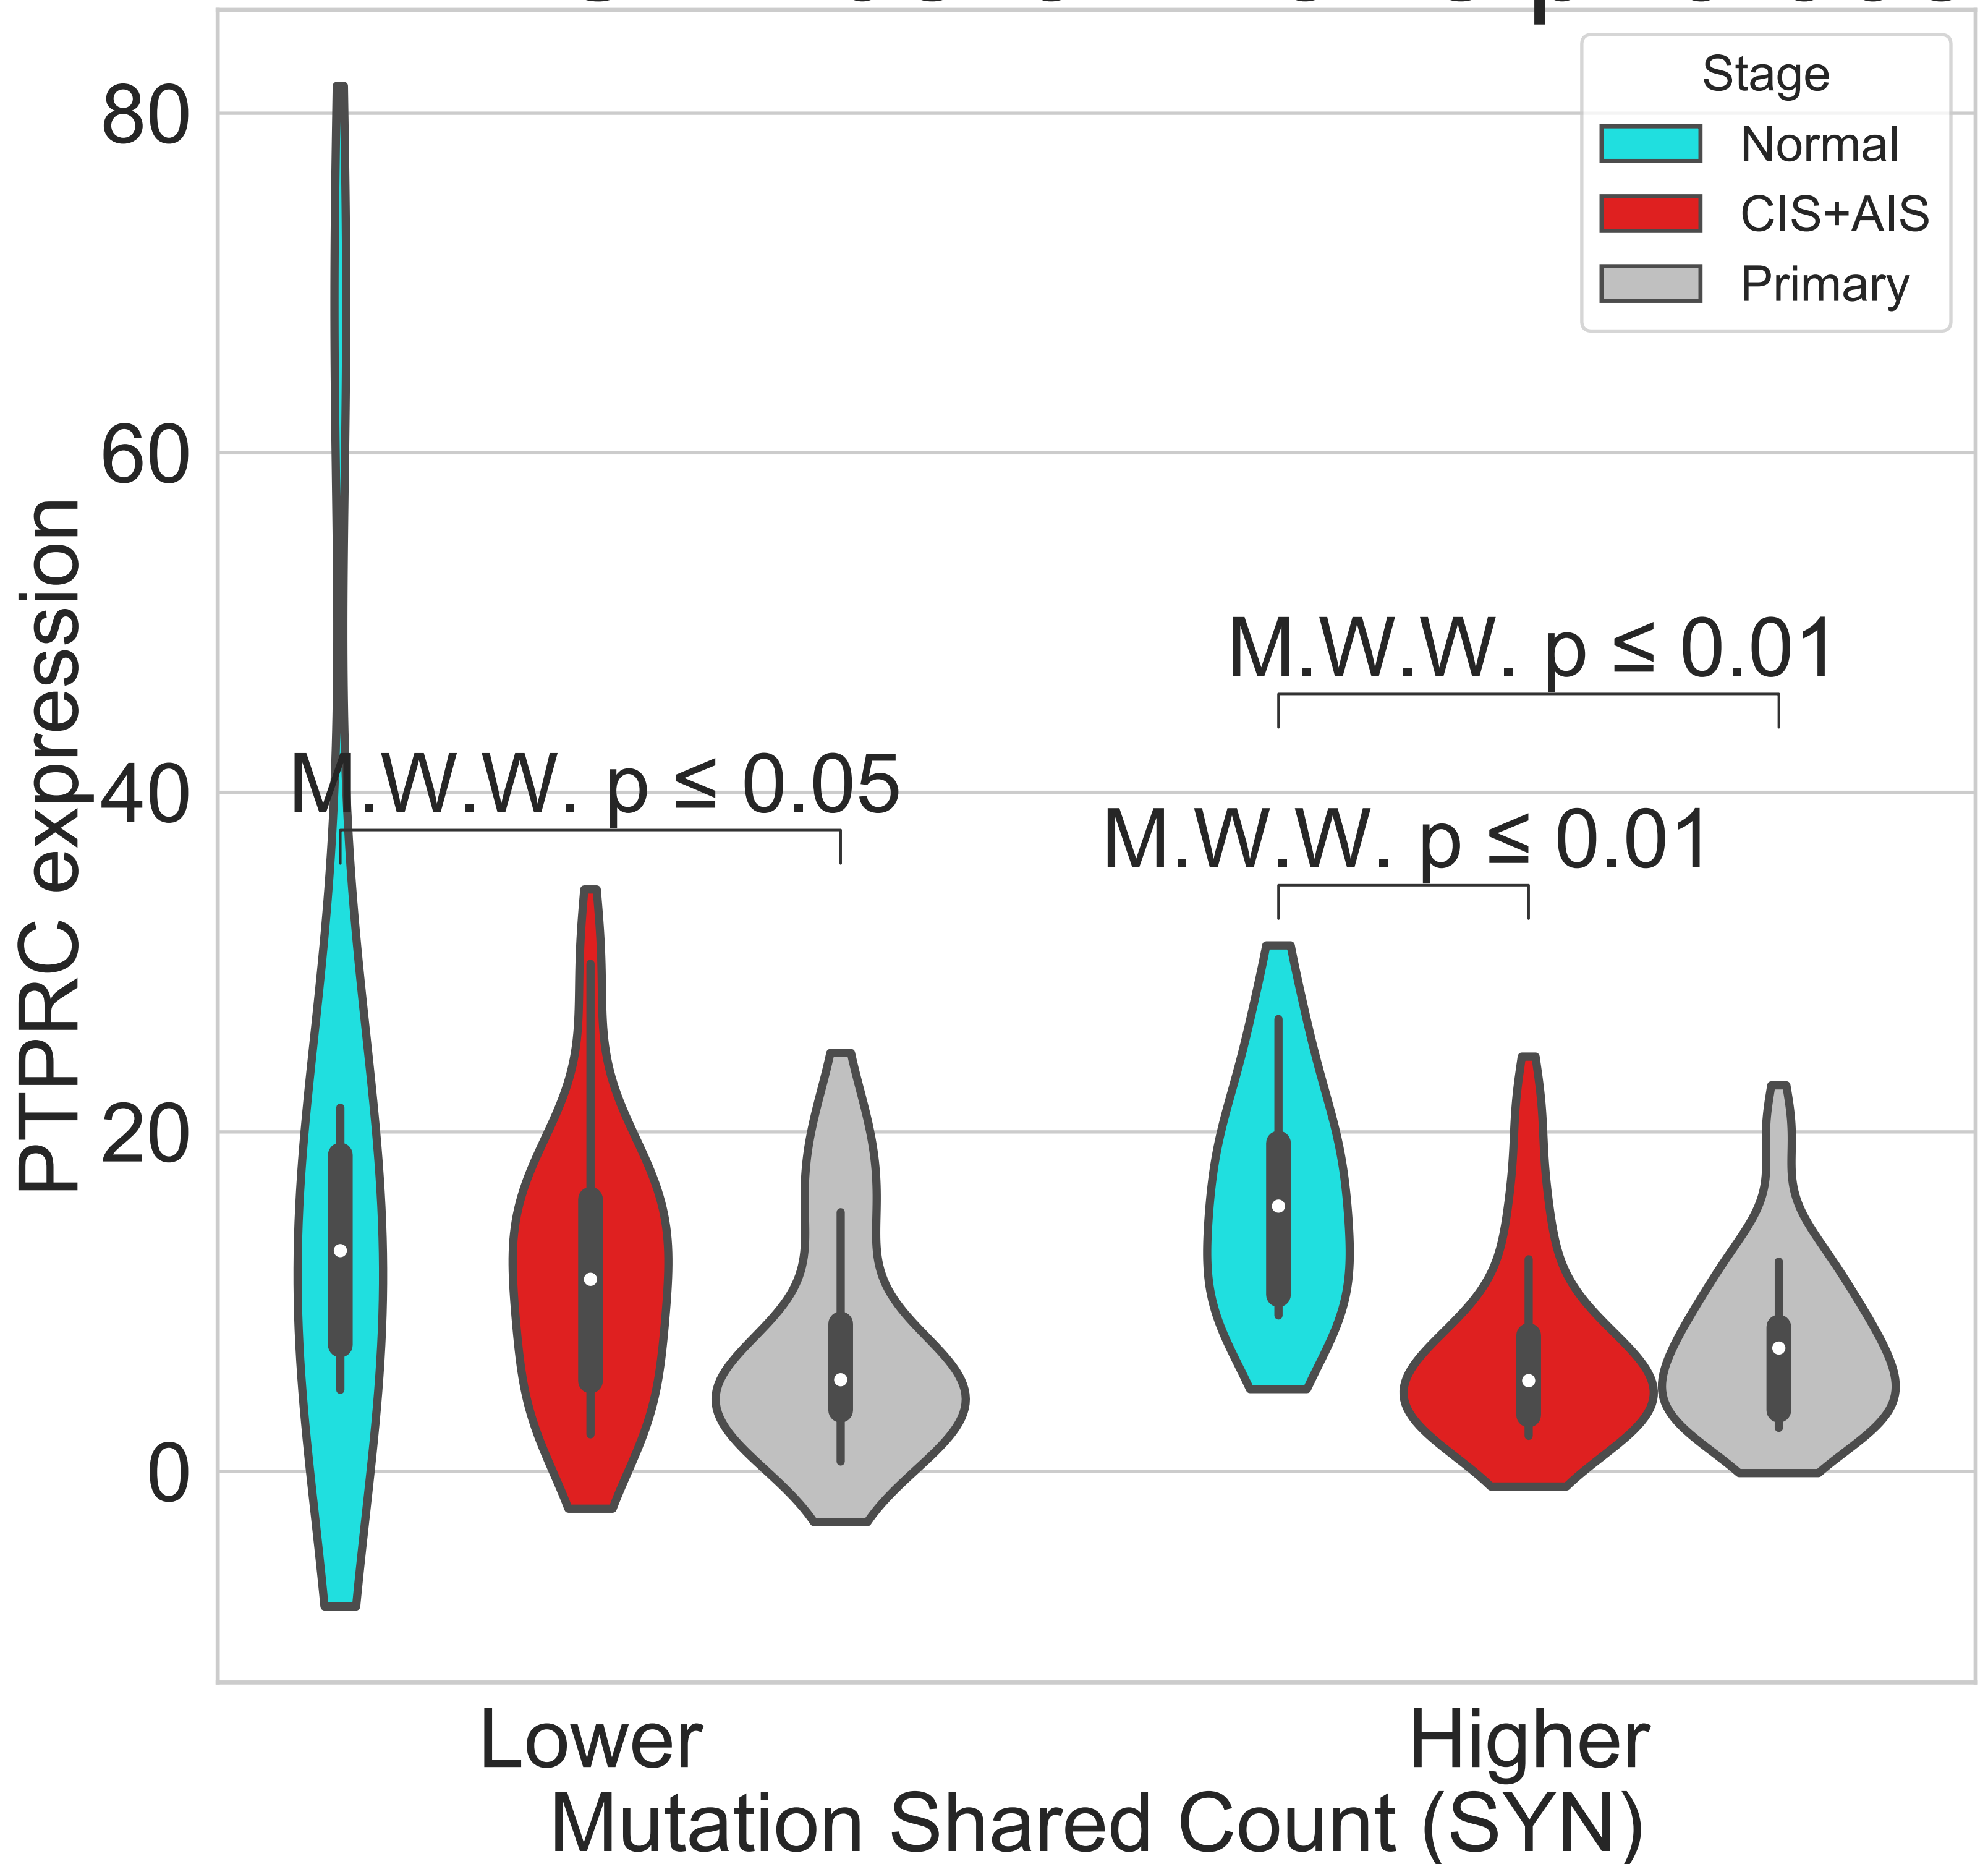 Stage
Normal
CIS+AIS
Primary
80
60
40
20
0
PTPRC expression
M.W.W. p ≤ 0.01
M.W.W. p ≤ 0.05
M.W.W. p ≤ 0.01
Lower
Higher
Mutation Shared Count (SYN)